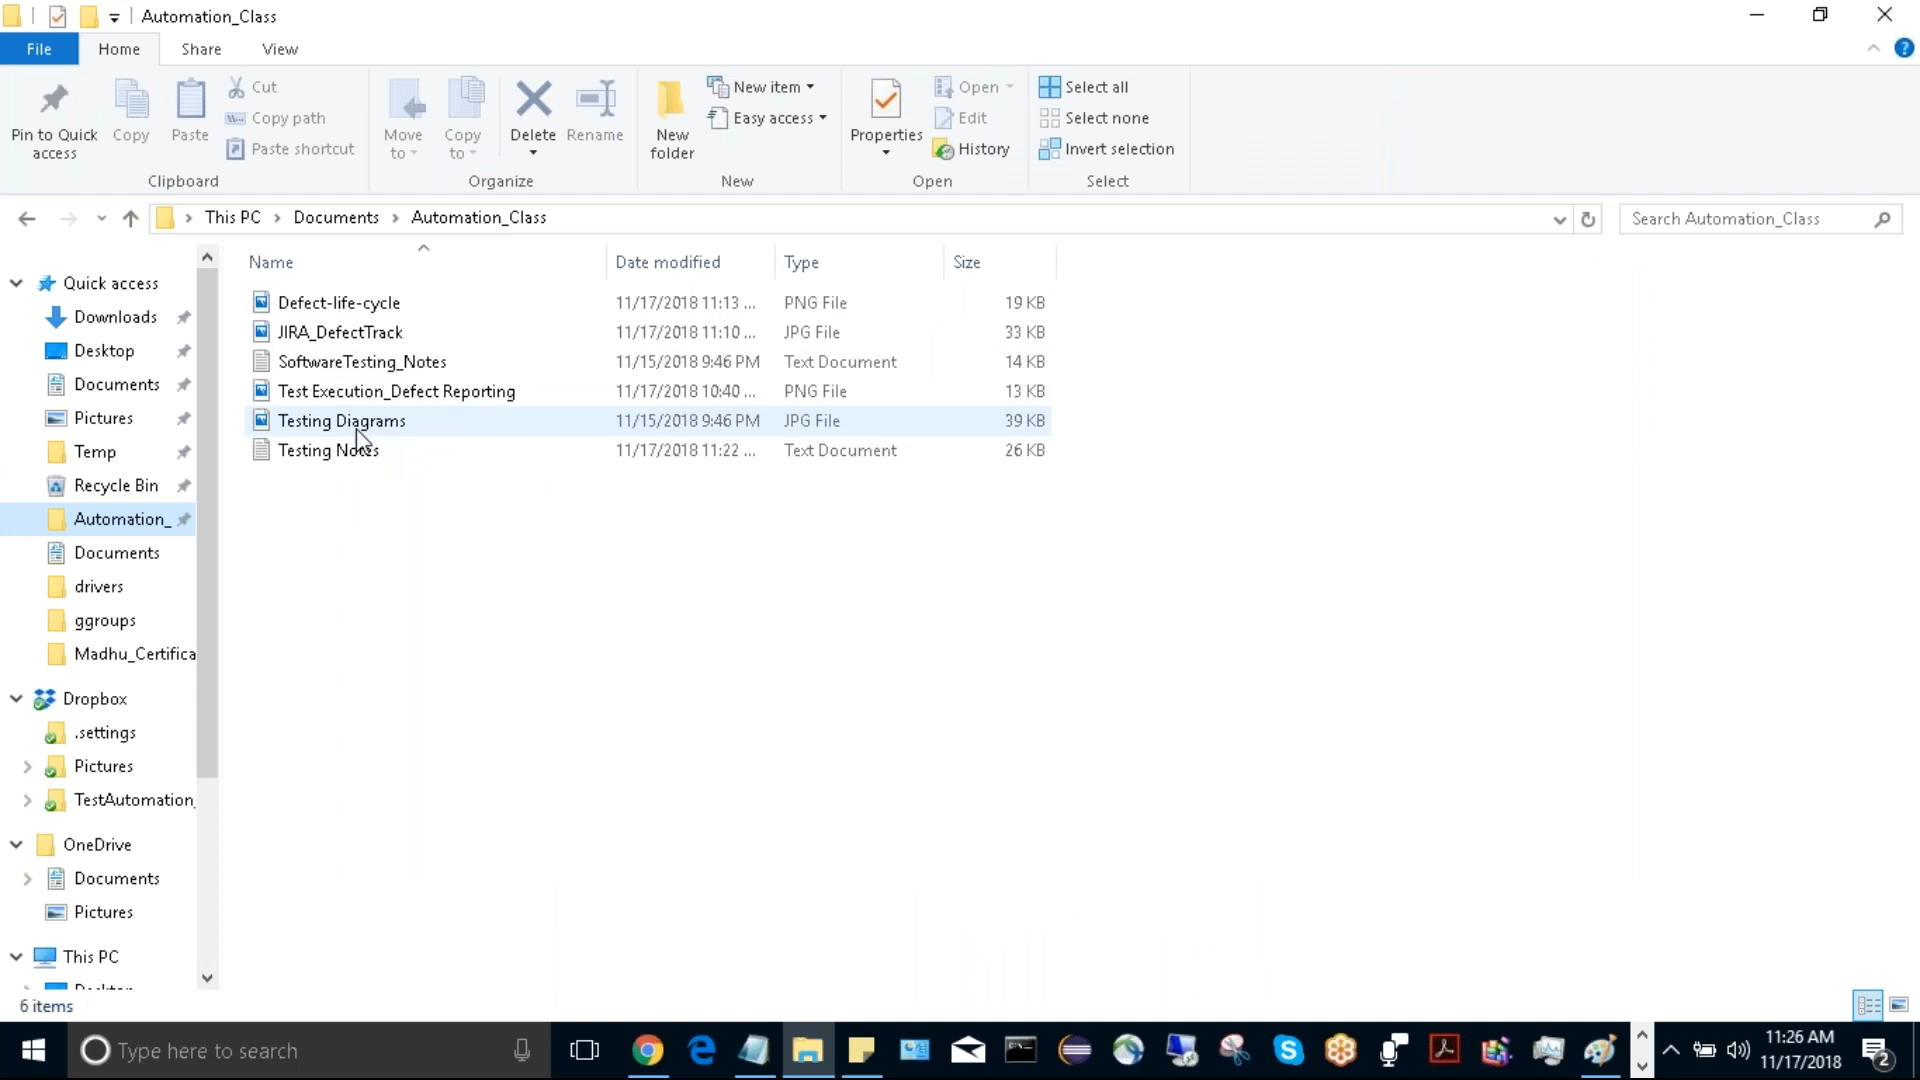 Automation_Class
File Home Share View
Pin to Quick access
Copy
Paste
Cut
Copy path
Paste shortcut
Clipboard
Move to
Copy to
Delete
Rename
Organize
New folder
New item
Easy access
New
Properties
Open
Edit
History
Open
Select all
Select none
Invert selection
Select
This PC > Documents > Automation_Class
Search Automation_Class
Quick access
Downloads
Desktop
Documents
Pictures
Temp
Recycle Bin
Automation_
Documents
drivers
ggroups
Madhu_Certifica
Dropbox
.settings
Pictures
TestAutomation_
OneDrive
Documents
Pictures
This PC
Desktop
Name Date modified Type Size
Defect-life-cycle 11/17/2018 11:13 ... PNG File 19 KB
JIRA_DefectTrack 11/17/2018 11:10 ... JPG File 33 KB
SoftwareTesting_Notes 11/15/2018 9:46 PM Text Document 14 KB
Test Execution_Defect Reporting 11/17/2018 10:40 ... PNG File 13 KB
Testing Diagrams 11/15/2018 9:46 PM JPG File 39 KB
Testing Notes 11/17/2018 11:22 ... Text Document 26 KB
6 items
Type here to search
11:26 AM
11/17/2018
2